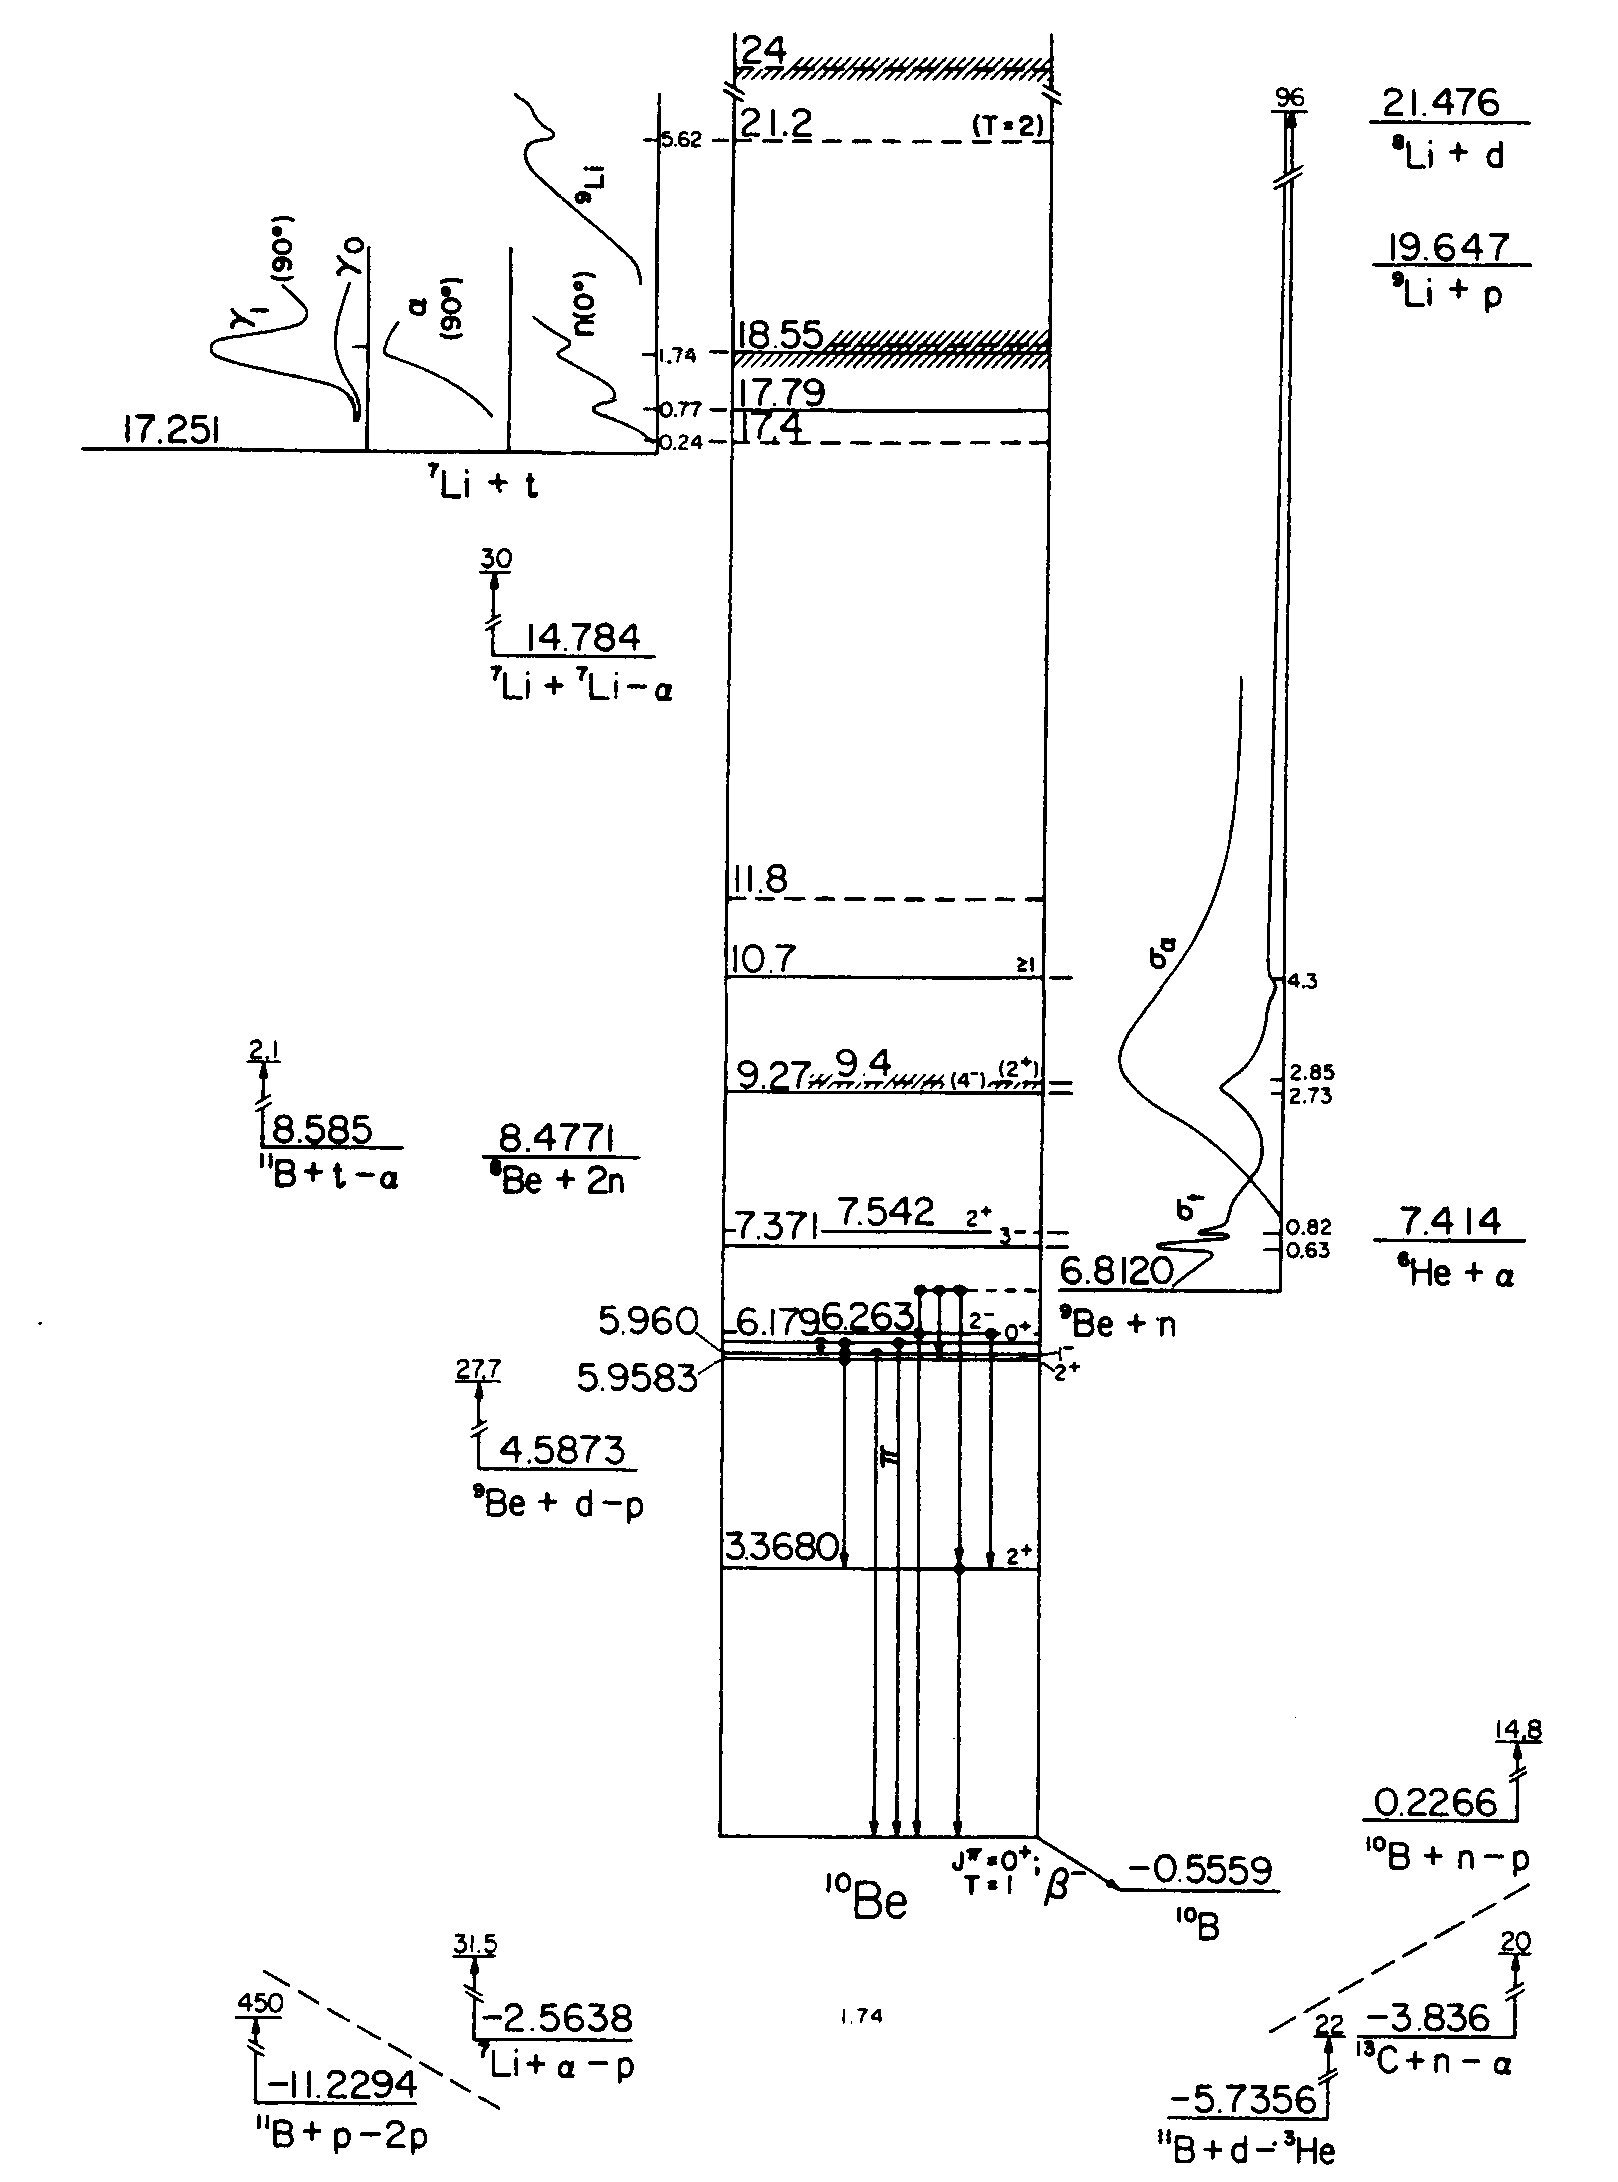 24
96
21.476
⁸Li + d
5.62
21.2
(T=2)
⁹Li
19.647
⁹Li + p
γ₁
(90°)
γ₀
α
(90°)
n(0°)
1.74
18.55
0.77
17.79
17.251
0.24
17.4
⁷Li + t
30
14.784
⁷Li + ⁷Li−α
11.8
10.7
≥1
σα
4.3
2.1
9.27
9.4
(4⁻)
(2⁺)
2.85
2.73
8.585
¹¹B+t−α
8.4771
⁸Be + 2n
7.371
7.542
2⁺
3⁻
σt
0.82
0.63
7.414
⁶He + α
6.8120
⁹Be + n
5.960
6.179
6.263
2⁻
0⁺
1⁻
5.9583
2⁺
27.7
4.5873
⁹Be + d−p
π
3.3680
2⁺
14.8
0.2266
¹⁰B + n−p
Jπ=0⁺;
T=1
¹⁰Be
β⁻
−0.5559
¹⁰B
31.5
−2.5638
⁷Li+α−p
20
−3.836
¹³C+n−α
450
−11.2294
¹¹B+p−2p
1.74
22
−5.7356
¹¹B+d−³He